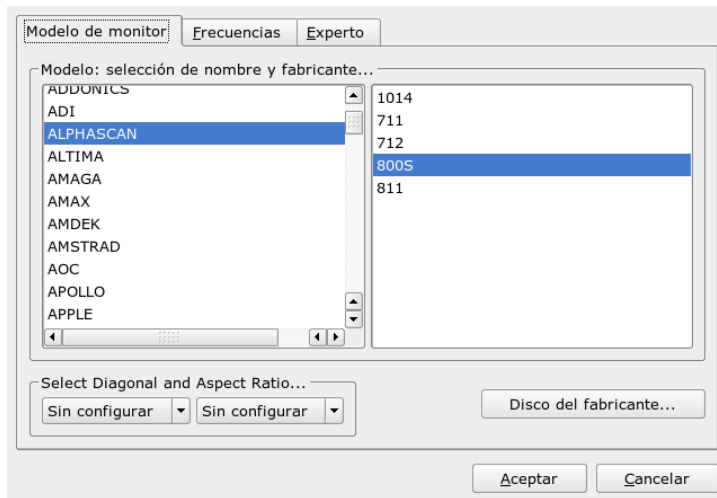 Modelo de monitor Frecuencias Experto
Modelo: selección de nombre y fabricante...
ADDONICS
ADI
ALPHASCAN
ALTIMA
AMAGA
AMAX
AMDEK
AMSTRAD
AOC
APOLLO
APPLE
1014
711
712
800S
811
Select Diagonal and Aspect Ratio...
Sin configurar Sin configurar
Disco del fabricante...
Aceptar Cancelar